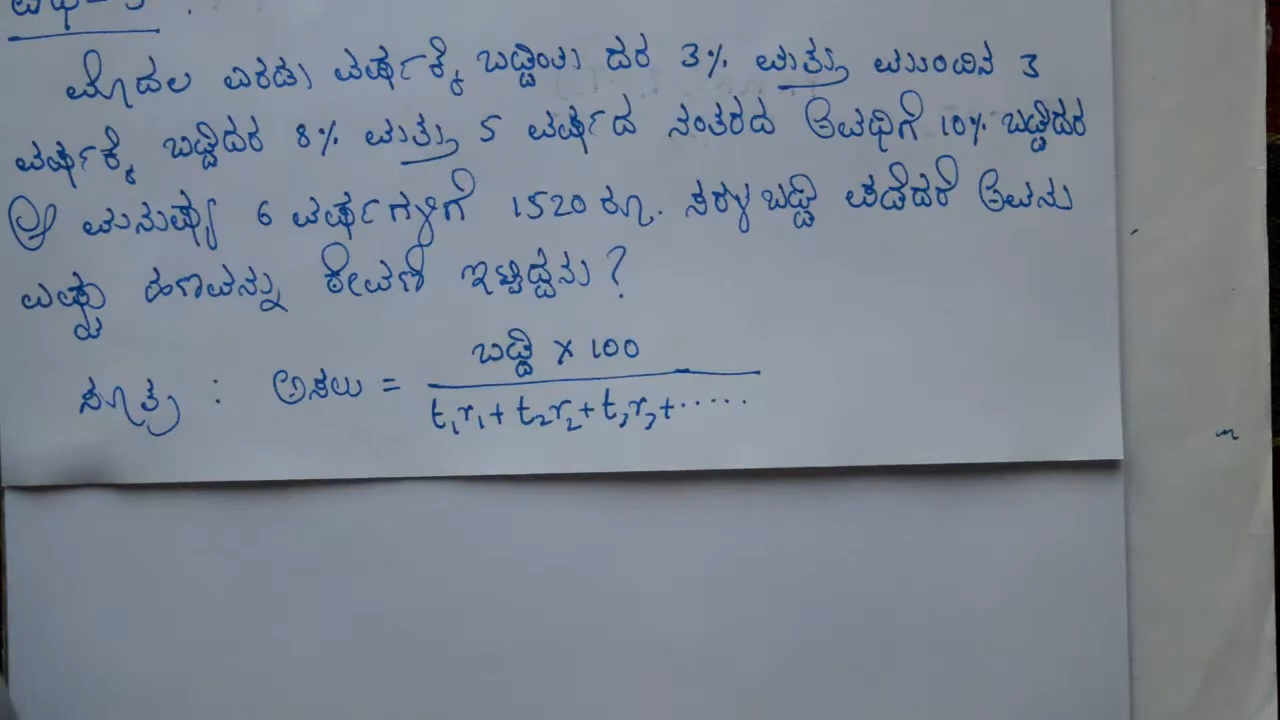 ಮೊದಲ ಎರಡು ವರ್ಷಕ್ಕೆ ಬಡ್ಡಿಯ ದರ 3% ಮತ್ತು ಮುಂದಿನ 3
ವರ್ಷಕ್ಕೆ ಬಡ್ಡಿದರ 8% ಮತ್ತು 5 ವರ್ಷದ ನಂತರದ ಅವಧಿಗೆ 10% ಬಡ್ಡಿದರ
ಮನುಷ್ಯ 6 ವರ್ಷಗಳಿಗೆ 1520 ರೂ. ಸರಳ ಬಡ್ಡಿ ಪಡೆದರೆ ಅವನು
ಎಷ್ಟು ಹಣವನ್ನು ಠೇವಣಿ ಇಟ್ಟಿದ್ದನು?
ಸೂತ್ರ : ಅಸಲು = ಬಡ್ಡಿ × 100
t₁r₁ + t₂r₂ + t₃r₃ + ......